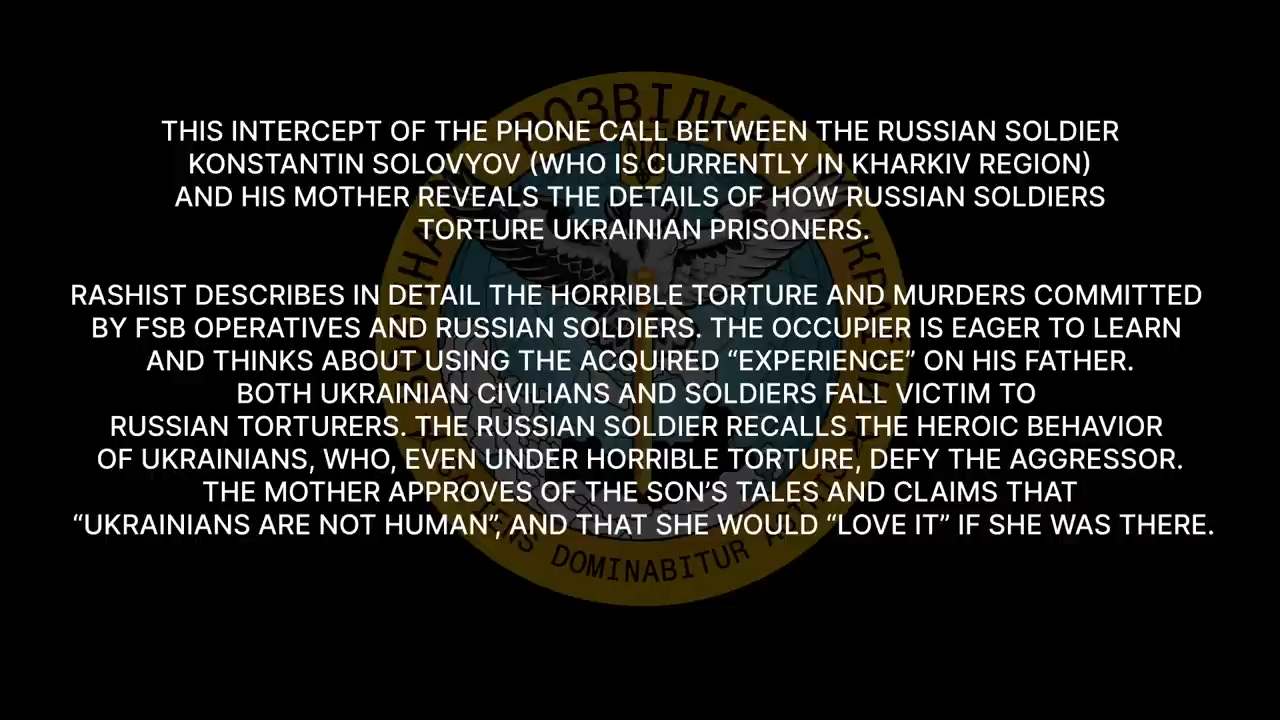 ВОЄННА РОЗВІДКА УКРАЇНИ
THIS INTERCEPT OF THE PHONE CALL BETWEEN THE RUSSIAN SOLDIER
KONSTANTIN SOLOVYOV (WHO IS CURRENTLY IN KHARKIV REGION)
AND HIS MOTHER REVEALS THE DETAILS OF HOW RUSSIAN SOLDIERS
TORTURE UKRAINIAN PRISONERS.
RASHIST DESCRIBES IN DETAIL THE HORRIBLE TORTURE AND MURDERS COMMITTED
BY FSB OPERATIVES AND RUSSIAN SOLDIERS. THE OCCUPIER IS EAGER TO LEARN
AND THINKS ABOUT USING THE ACQUIRED “EXPERIENCE” ON HIS FATHER.
BOTH UKRAINIAN CIVILIANS AND SOLDIERS FALL VICTIM TO
RUSSIAN TORTURERS. THE RUSSIAN SOLDIER RECALLS THE HEROIC BEHAVIOR
OF UKRAINIANS, WHO, EVEN UNDER HORRIBLE TORTURE, DEFY THE AGGRESSOR.
THE MOTHER APPROVES OF THE SON’S TALES AND CLAIMS THAT
“UKRAINIANS ARE NOT HUMAN”, AND THAT SHE WOULD “LOVE IT” IF SHE WAS THERE.
DOMINABITUR